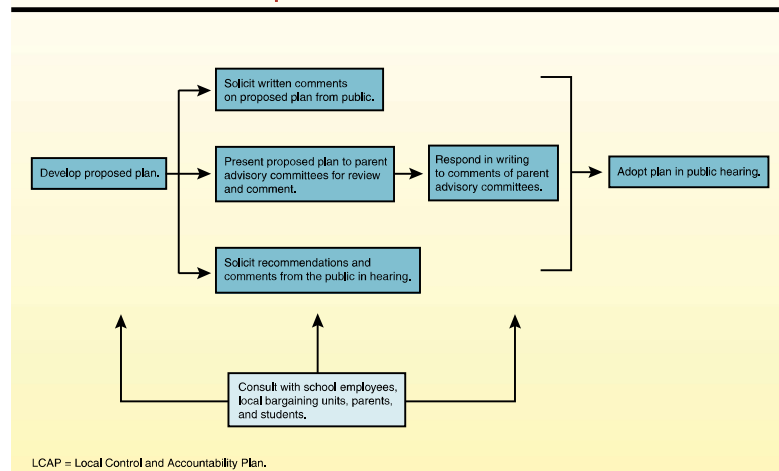 Solicit written comments
on proposed plan from public.
Develop proposed plan.
Present proposed plan to parent
advisory committees for review
and comment.
Respond in writing
to comments of parent
advisory committees.
Adopt plan in public hearing.
Solicit recommendations and
comments from the public in hearing.
Consult with school employees,
local bargaining units, parents,
and students.
LCAP = Local Control and Accountability Plan.